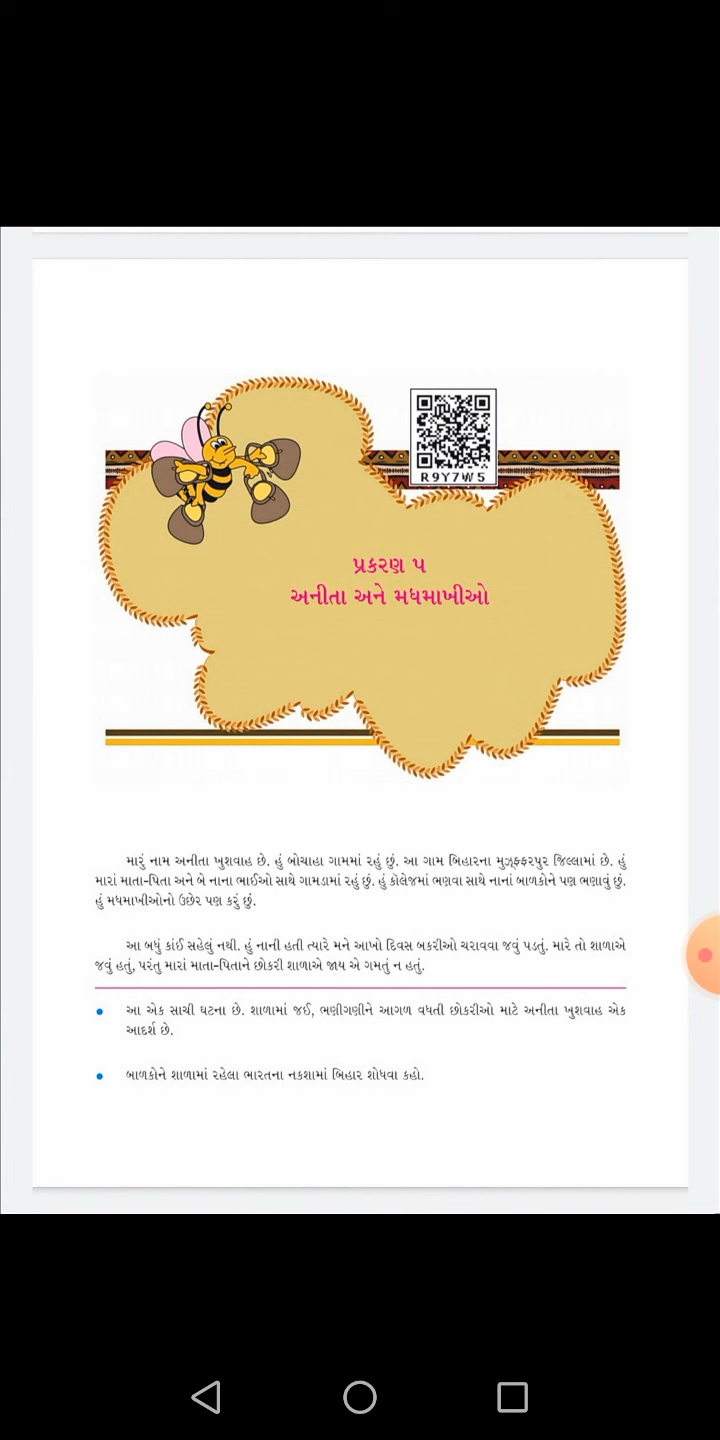 R9Y7W5
પ્રકરણ ૫
અનીતા અને મધમાખીઓ
મારું નામ અનીતા ખુશવાહ છે. હું બોચાહા ગામમાં રહું છું. આ ગામ બિહારના મુઝ્ફ્ફરપુર જિલ્લામાં છે. હું
મારાં માતા-પિતા અને બે નાના ભાઈઓ સાથે ગામડામાં રહું છું. હું કૉલેજમાં ભણવા સાથે નાનાં બાળકોને પણ ભણાવું છું.
હું મધમાખીઓનો ઉછેર પણ કરું છું.
આ બધું કાંઈ સહેલું નથી. હું નાની હતી ત્યારે મને આખો દિવસ બકરીઓ ચરાવવા જવું પડતું. મારે તો શાળાએ
જવું હતું, પરંતુ મારાં માતા-પિતાને છોકરી શાળાએ જાય એ ગમતું ન હતું.
• આ એક સાચી ઘટના છે. શાળામાં જઈ, ભણીગણીને આગળ વધતી છોકરીઓ માટે અનીતા ખુશવાહ એક
આદર્શ છે.
• બાળકોને શાળામાં રહેલા ભારતના નકશામાં બિહાર શોધવા કહો.